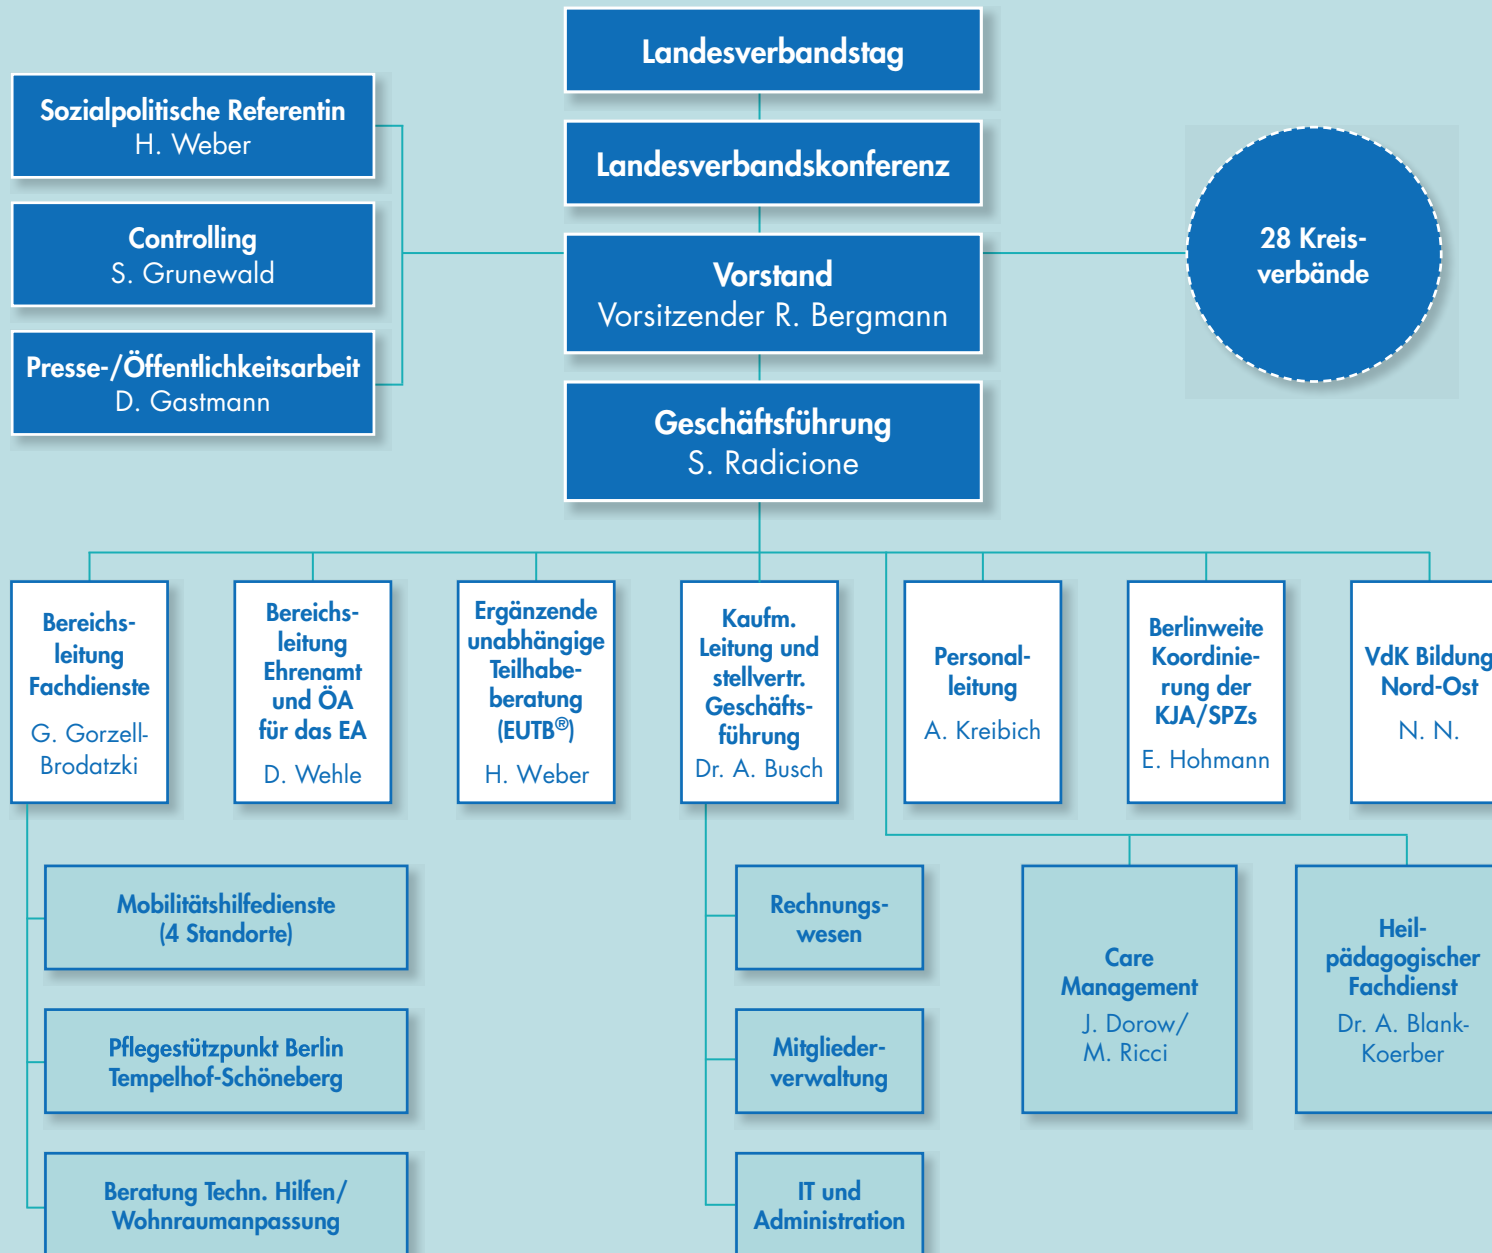 Landesverbandstag
Sozialpolitische Referentin
H. Weber
Landesverbandskonferenz
Controlling
S. Grunewald
Vorstand
Vorsitzender R. Bergmann
28 Kreis-
verbände
Presse-/Öffentlichkeitsarbeit
D. Gastmann
Geschäftsführung
S. Radicione
Bereichs-
leitung
Fachdienste
G. Gorzell-
Brodatzki
Bereichs-
leitung
Ehrenamt
und ÖA
für das EA
D. Wehle
Ergänzende
unabhängige
Teilhabe-
beratung
(EUTB®)
H. Weber
Kaufm.
Leitung und
stellvertr.
Geschäfts-
führung
Dr. A. Busch
Personal-
leitung
A. Kreibich
Berlinweite
Koordinie-
rung der
KJA/SPZs
E. Hohmann
VdK Bildung
Nord-Ost
N. N.
Mobilitätshilfedienste
(4 Standorte)
Pflegestützpunkt Berlin
Tempelhof-Schöneberg
Beratung Techn. Hilfen/
Wohnraumanpassung
Rechnungs-
wesen
Mitglieder-
verwaltung
IT und
Administration
Care
Management
J. Dorow/
M. Ricci
Heil-
pädagogischer
Fachdienst
Dr. A. Blank-
Koerber